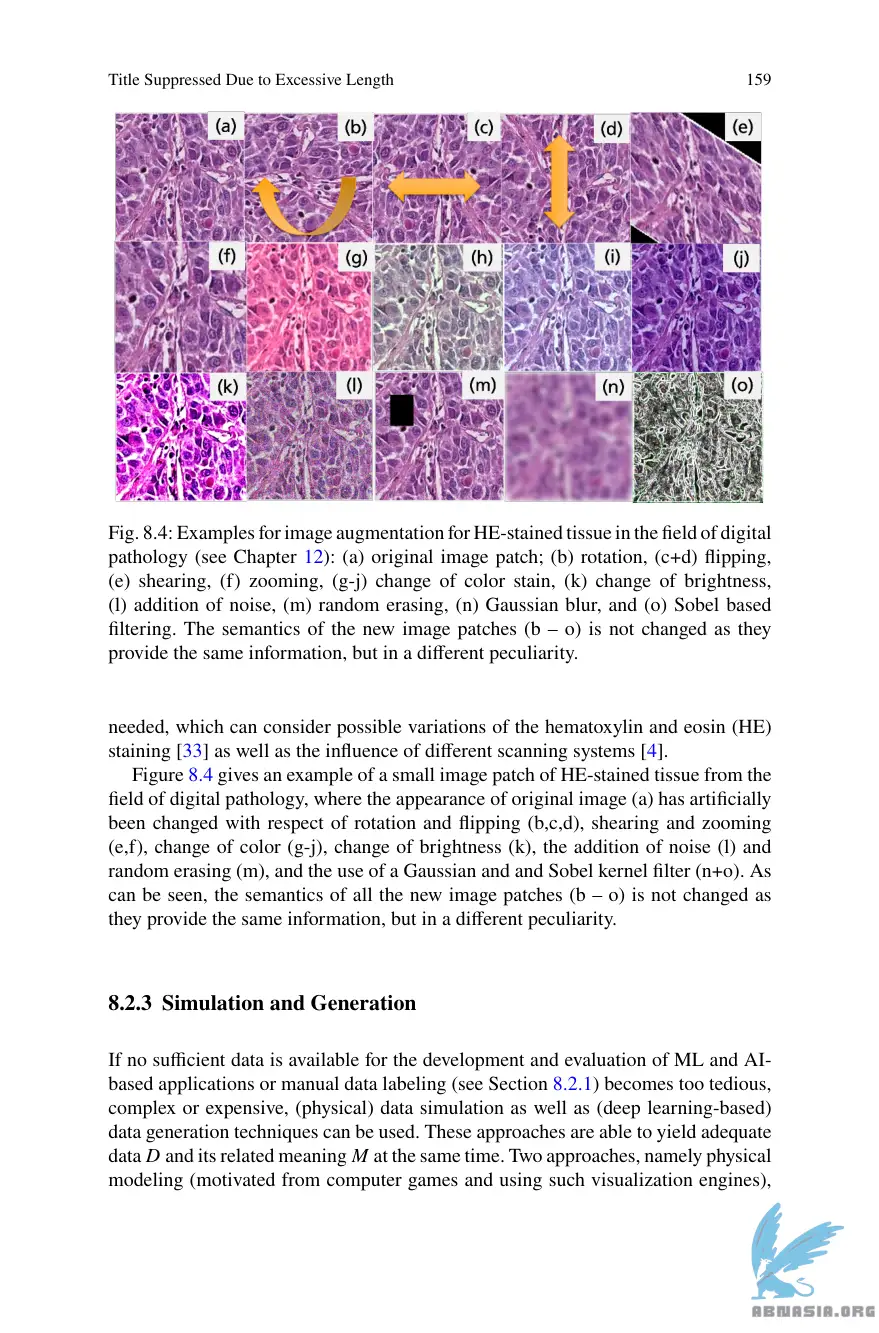 Title Suppressed Due to Excessive Length 159
(a) (b) (c) (d) (e)
(f) (g) (h) (i) (j)
(k) (l) (m) (n) (o)
Fig. 8.4: Examples for image augmentation for HE-stained tissue in the field of digital
pathology (see Chapter 12): (a) original image patch; (b) rotation, (c+d) flipping,
(e) shearing, (f) zooming, (g-j) change of color stain, (k) change of brightness,
(l) addition of noise, (m) random erasing, (n) Gaussian blur, and (o) Sobel based
filtering. The semantics of the new image patches (b – o) is not changed as they
provide the same information, but in a different peculiarity.
needed, which can consider possible variations of the hematoxylin and eosin (HE)
staining [33] as well as the influence of different scanning systems [4].
Figure 8.4 gives an example of a small image patch of HE-stained tissue from the
field of digital pathology, where the appearance of original image (a) has artificially
been changed with respect of rotation and flipping (b,c,d), shearing and zooming
(e,f), change of color (g-j), change of brightness (k), the addition of noise (l) and
random erasing (m), and the use of a Gaussian and and Sobel kernel filter (n+o). As
can be seen, the semantics of all the new image patches (b – o) is not changed as
they provide the same information, but in a different peculiarity.
8.2.3 Simulation and Generation
If no sufficient data is available for the development and evaluation of ML and AI-
based applications or manual data labeling (see Section 8.2.1) becomes too tedious,
complex or expensive, (physical) data simulation as well as (deep learning-based)
data generation techniques can be used. These approaches are able to yield adequate
data D and its related meaning M at the same time. Two approaches, namely physical
modeling (motivated from computer games and using such visualization engines),
ABNASIA.ORG